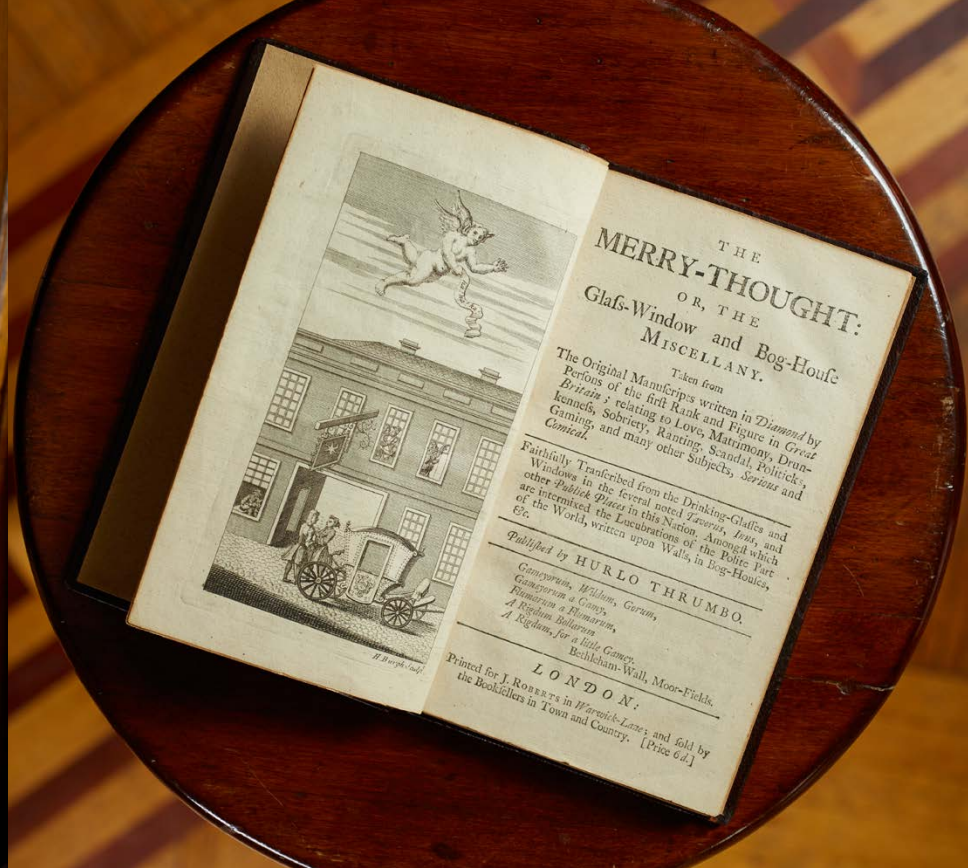 THE
MERRY-THOUGHT:
OR, THE
Glaſs-Window and Bog-Houſe
MISCELLANY.
Taken from
The Original Manuſcripts written in Diamond by
Perſons of the firſt Rank and Figure in Great
Britain; relating to Love, Matrimony, Drun-
kenneſs, Sobriety, Ranting, Scandal, Politicks,
Gaming, and many other Subjects, Serious and
Comical.
Faithfully Tranſcribed from the Drinking-Glaſſes and
Windows in the ſeveral noted Taverns, Inns, and
other Publick Places in this Nation. Amongſt which
are intermixed the Lucubrations of the Polite Part
of the World, written upon Walls, in Bog-Houſes,
&c.
Publiſhed by HURLO THRUMBO.
Gameyorum, Wildum, Gorum,
Gameyorum a Gamey,
Flumarum a Flumarum,
A Rigdum Bollarum
A Rigdum, for a little Gamey.
Bethleham-Wall, Moor-Fields.
LONDON:
Printed for J. ROBERTS in Warwick-Lane; and ſold by
the Bookſellers in Town and Country. [Price 6d.]